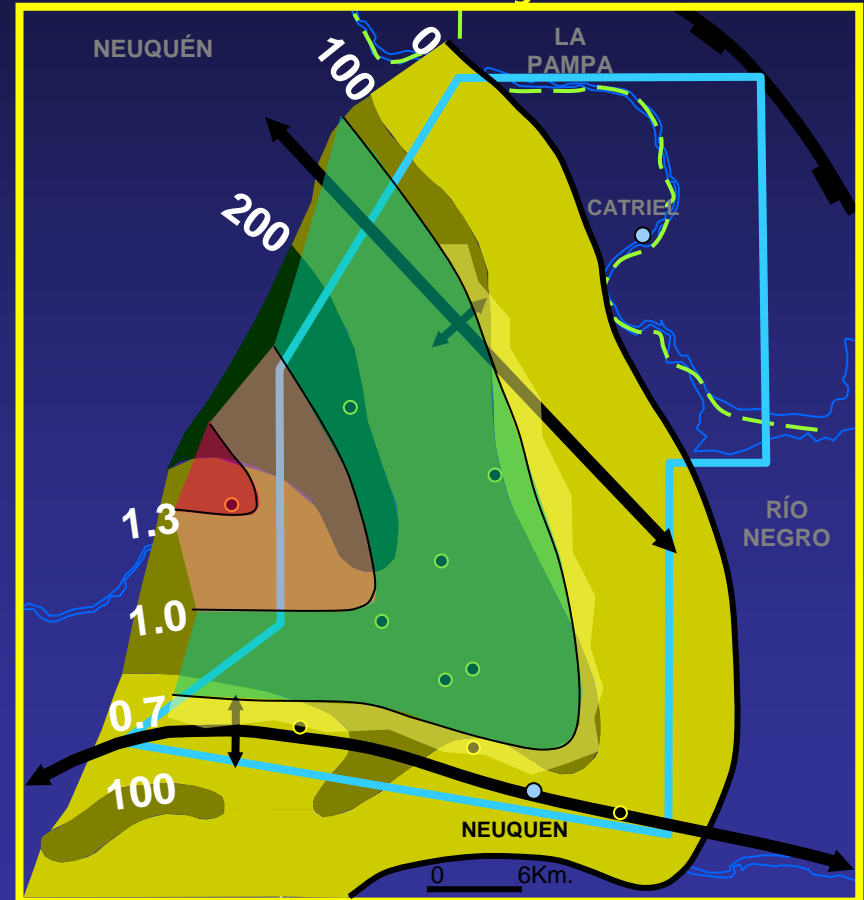 0
LA
PAMPA
NEUQUÉN
100
CATRIEL
200
RÍO
NEGRO
1.3
1.0
0.7
100
NEUQUEN
0 6Km.